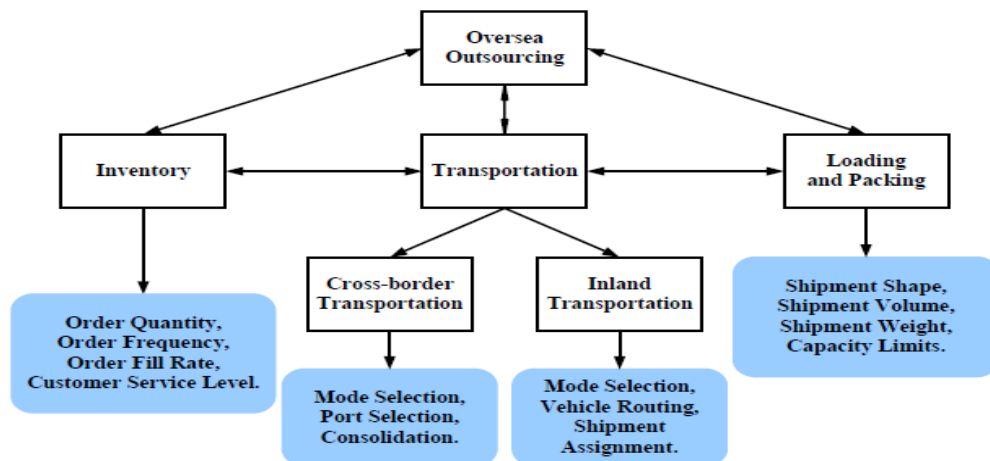 Oversea
Outsourcing
Inventory
Transportation
Loading
and Packing
Cross-border
Transportation
Inland
Transportation
Order Quantity,
Order Frequency,
Order Fill Rate,
Customer Service Level.
Mode Selection,
Port Selection,
Consolidation.
Mode Selection,
Vehicle Routing,
Shipment
Assignment.
Shipment Shape,
Shipment Volume,
Shipment Weight,
Capacity Limits.